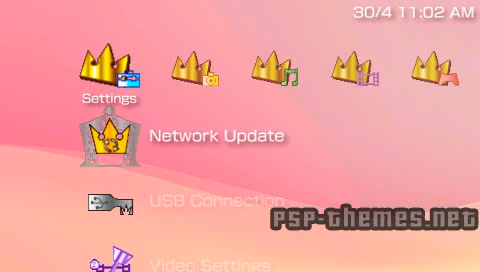 30/4 11:02 AM
Settings
Network Update
USB Connection
PSP-themes.net
Video Settings